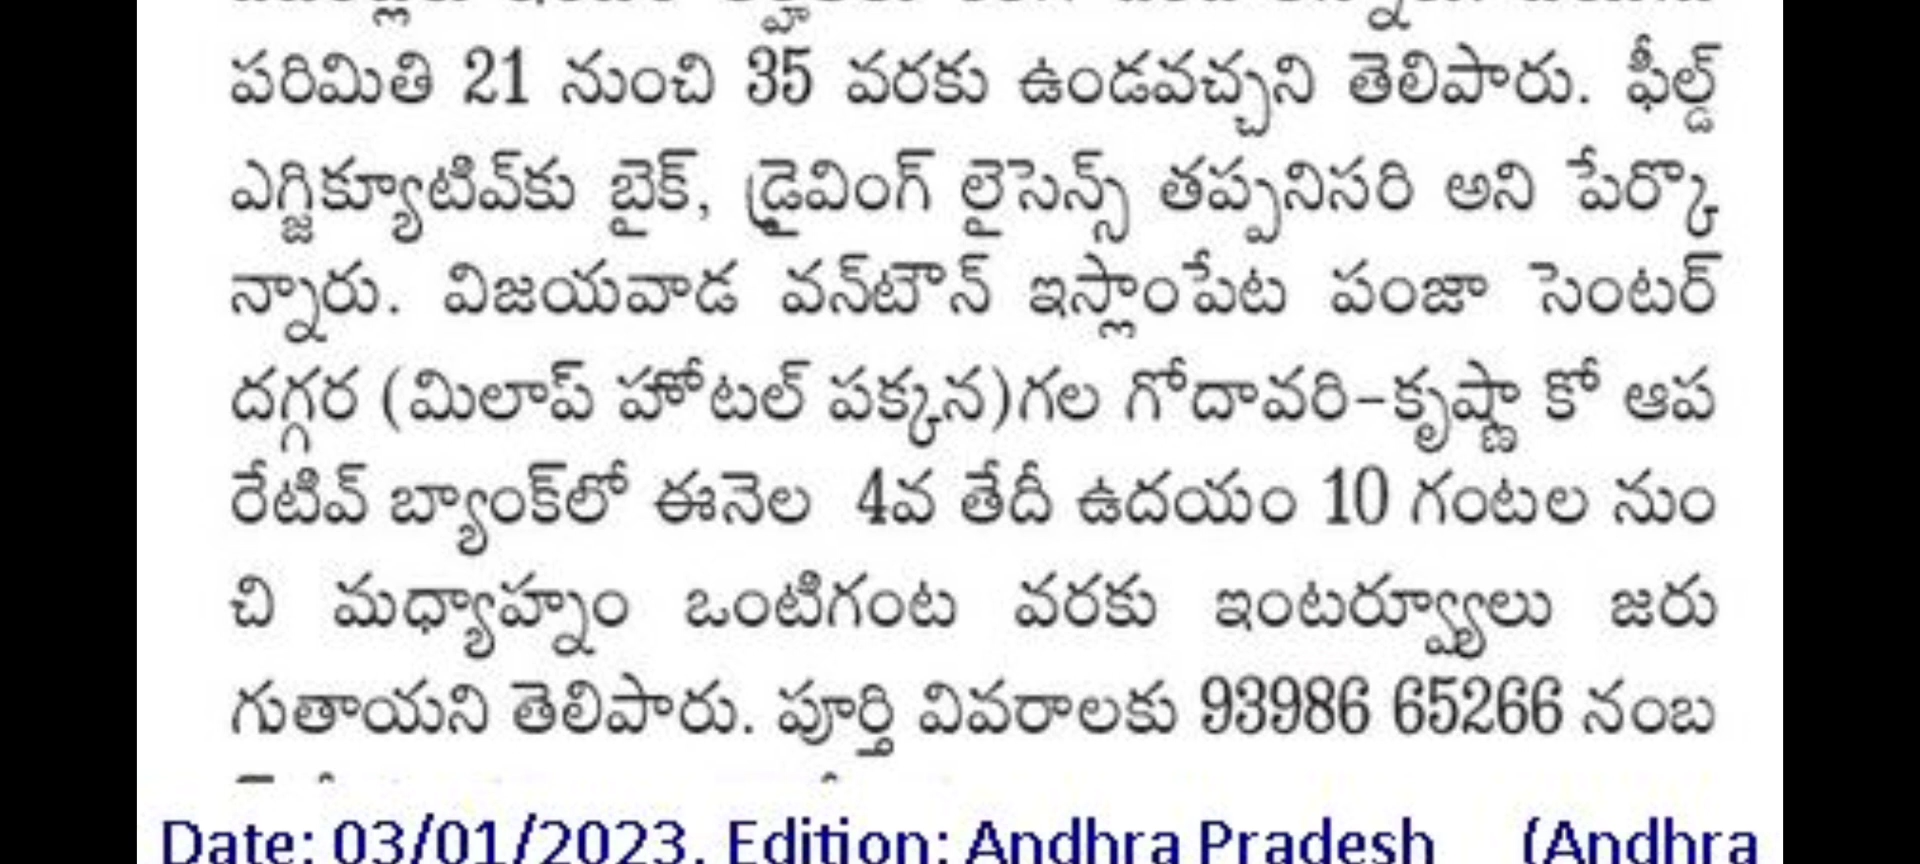 పరిమితి 21 నుంచి 35 వరకు ఉండవచ్చని తెలిపారు. ఫీల్డ్
ఎగ్జిక్యూటివ్‌కు బైక్, డ్రైవింగ్ లైసెన్స్ తప్పనిసరి అని పేర్కొ
న్నారు. విజయవాడ వన్‌టౌన్ ఇస్లాంపేట పంజా సెంటర్
దగ్గర (మిలాప్ హోటల్ పక్కన)గల గోదావరి-కృష్ణా కో ఆప
రేటివ్ బ్యాంక్‌లో ఈనెల 4వ తేదీ ఉదయం 10 గంటల నుం
చి మధ్యాహ్నం ఒంటిగంట వరకు ఇంటర్వ్యూలు జరు
గుతాయని తెలిపారు. పూర్తి వివరాలకు 93986 65266 నంబ
Date: 03/01/2023, Edition: Andhra Pradesh (Andhra